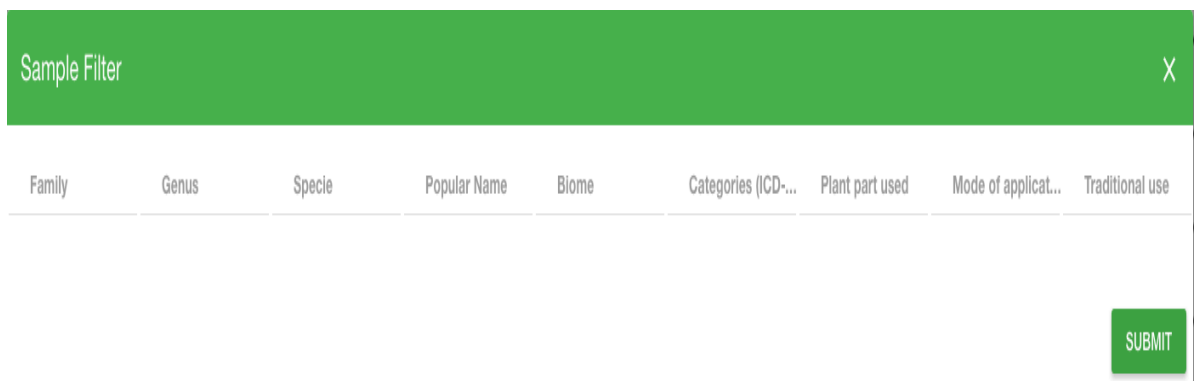 Sample Filter X
Family Genus Specie Popular Name Biome Categories (ICD-... Plant part used Mode of applicat... Traditional use
SUBMIT